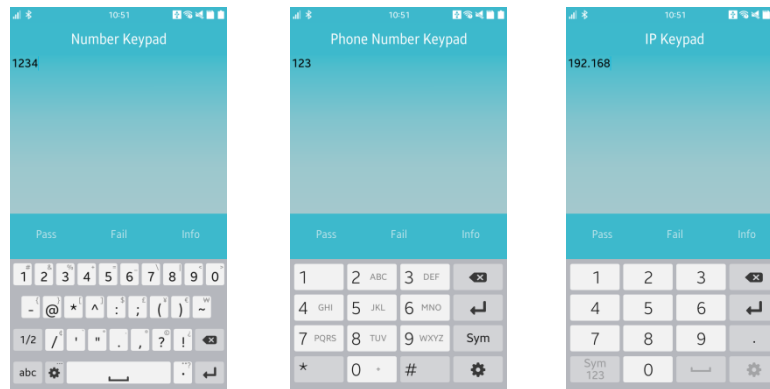 10:51
Number Keypad
1234
Pass Fail Info
1 2 3 4 5 6 7 8 9 0
- @ * ^ : ; ( ) ~
1/2 / ' " . , ? ! 
abc .
10:51
Phone Number Keypad
123
Pass Fail Info
1 2 ABC 3 DEF
4 GHI 5 JKL 6 MNO
7 PQRS 8 TUV 9 WXYZ Sym
* 0 + #
10:51
IP Keypad
192.168
Pass Fail Info
1 2 3
4 5 6
7 8 9 .
Sym 0
123